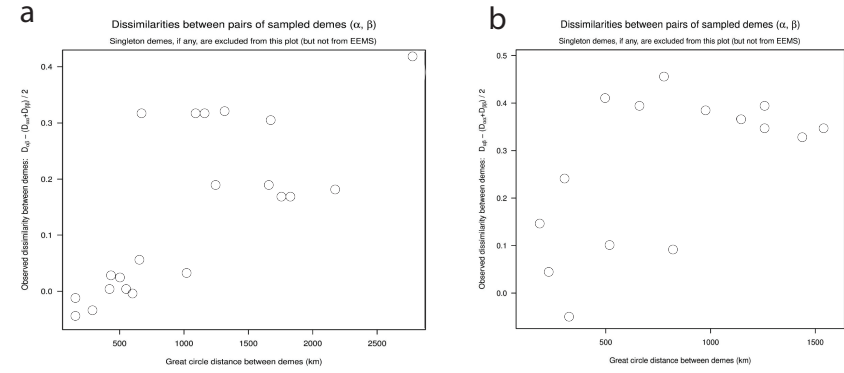 a
Dissimilarities between pairs of sampled demes (α, β)
Singleton demes, if any, are excluded from this plot (but not from EEMS)
Observed dissimilarity between demes: Dαβ − (Dαα+Dββ) / 2
0.4
0.3
0.2
0.1
0.0
500 1000 1500 2000 2500
Great circle distance between demes (km)
b
Dissimilarities between pairs of sampled demes (α, β)
Singleton demes, if any, are excluded from this plot (but not from EEMS)
Observed dissimilarity between demes: Dαβ − (Dαα+Dββ) / 2
0.5
0.4
0.3
0.2
0.1
0.0
500 1000 1500
Great circle distance between demes (km)